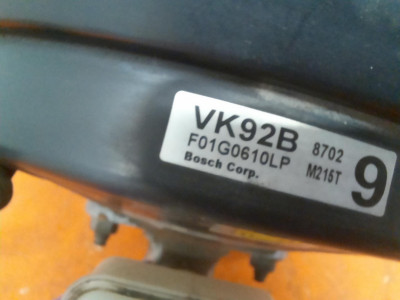 VK92B 8702
F01G0610LP M215T 9
Bosch Corp.